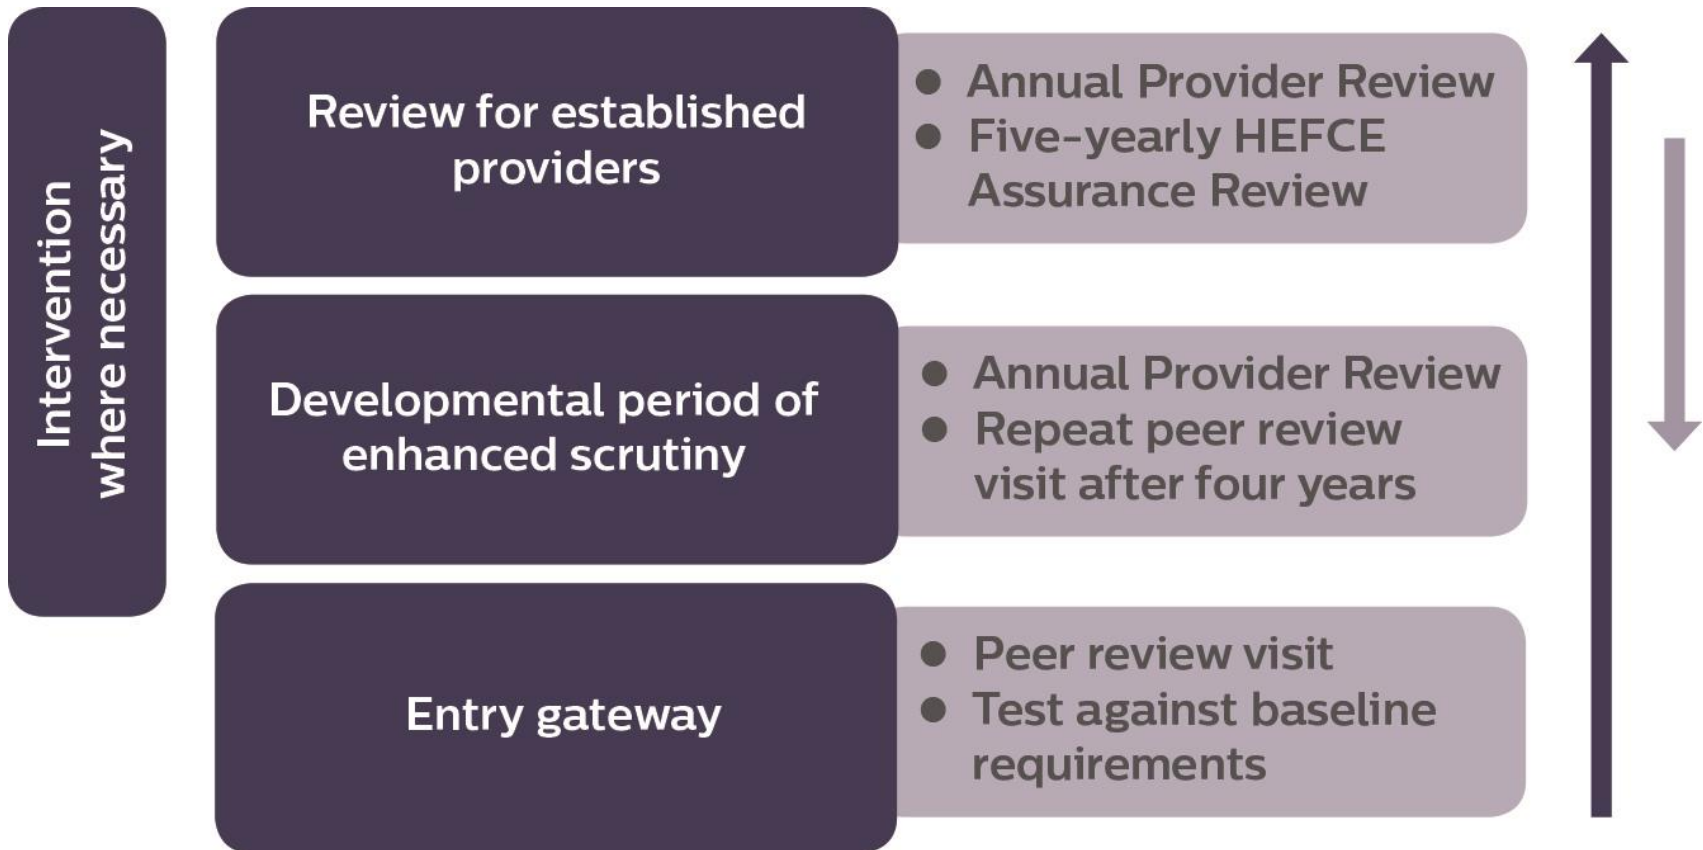 Intervention
where necessary
Review for established
providers
● Annual Provider Review
● Five-yearly HEFCE
Assurance Review
Developmental period of
enhanced scrutiny
● Annual Provider Review
● Repeat peer review
visit after four years
Entry gateway
● Peer review visit
● Test against baseline
requirements